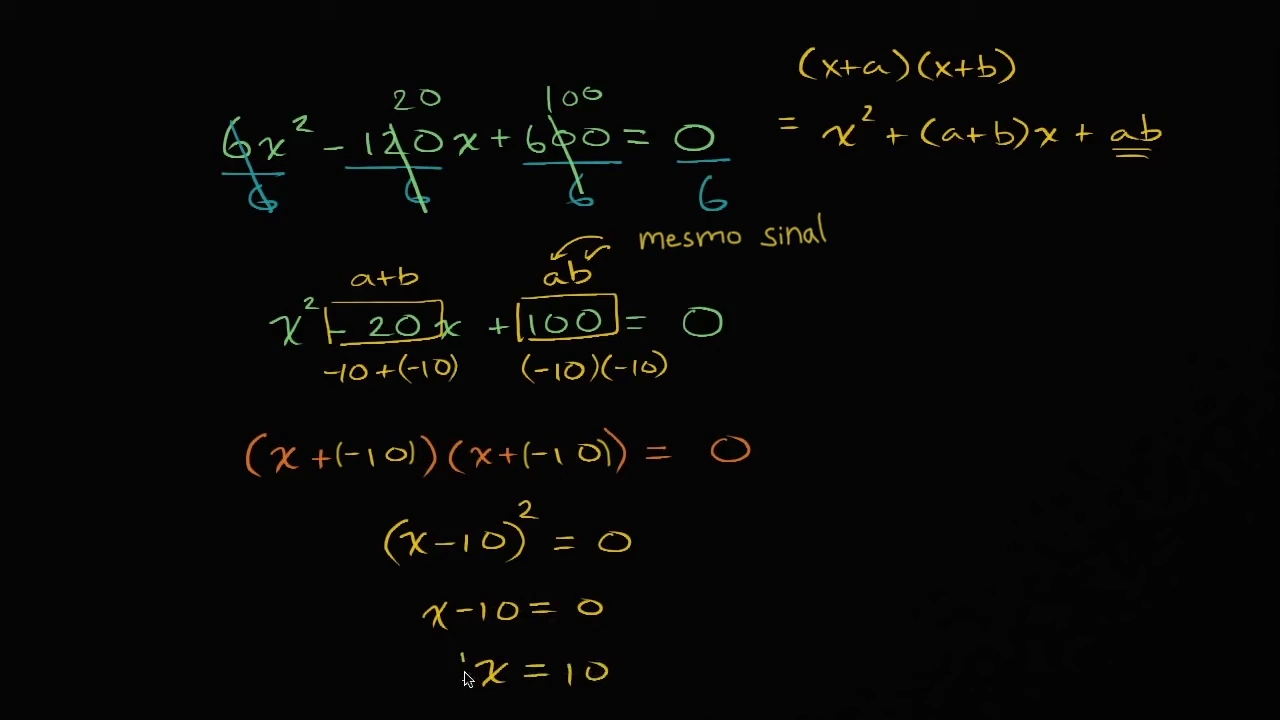 (x+a)(x+b)
= x² + (a+b)x + ab
20 100
6x² - 120x + 600 = 0
6 6 6 6
mesmo sinal
a+b ab
x² - 20x + 100 = 0
-10+(-10) (-10)(-10)
(x+(-10))(x+(-10)) = 0
(x-10)² = 0
x-10 = 0
x = 10